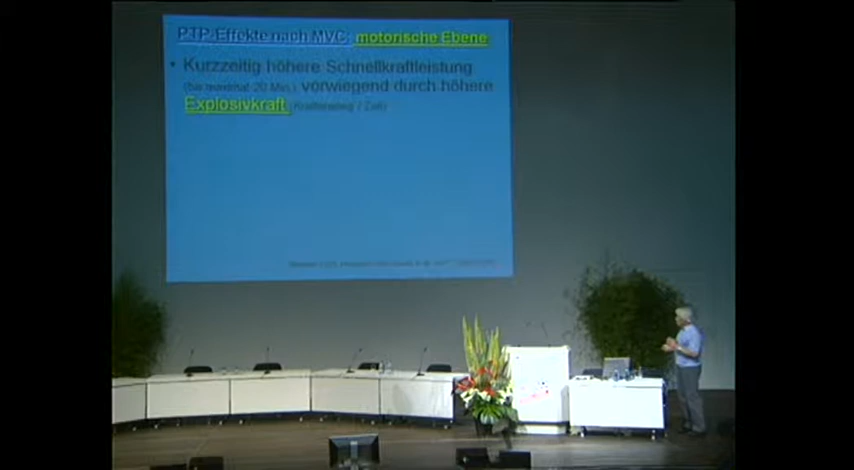 PTP-Effekte nach MVC: motorische Ebene
• Kurzzeitig höhere Schnellkraftleistung
(bis maximal 20 Min.) vorwiegend durch höhere
Explosivkraft (Kraftanstieg / Zeit)